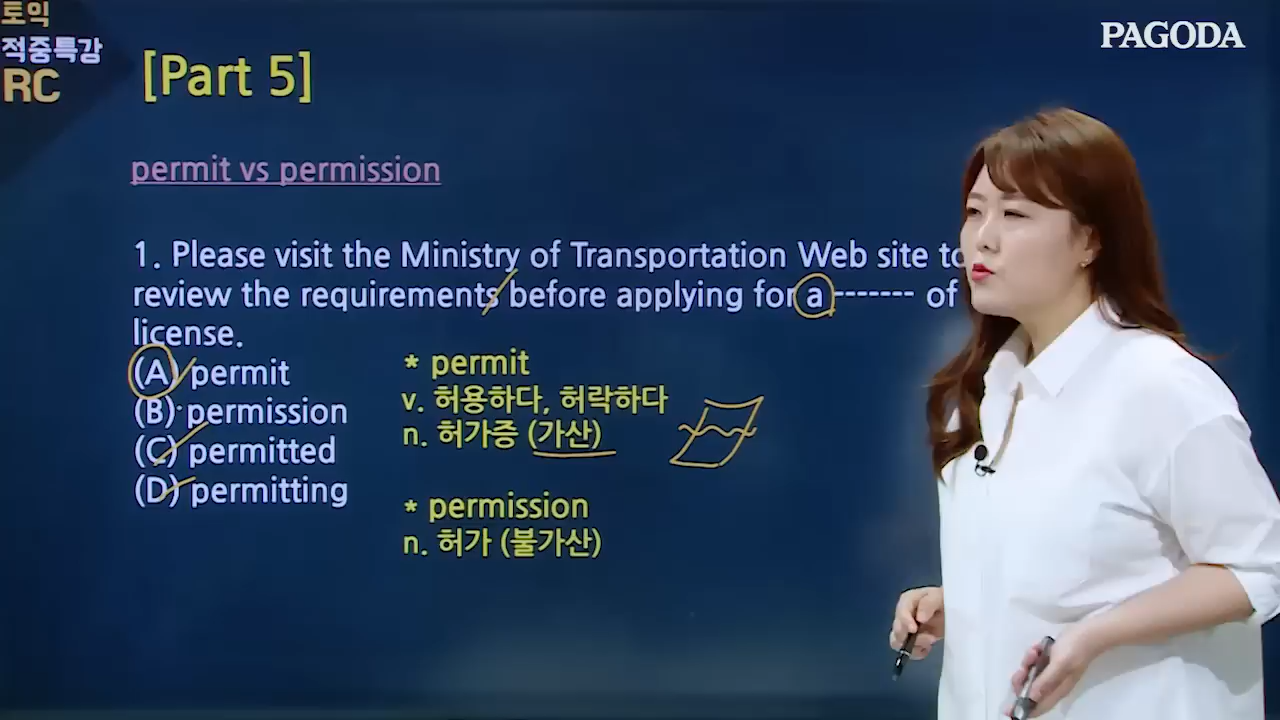 토익
적중특강
RC
PAGODA
[Part 5]
permit vs permission
1. Please visit the Ministry of Transportation Web site to
review the requirements before applying for a ------- of
license.
(A) permit
(B) permission
(C) permitted
(D) permitting
* permit
v. 허용하다, 허락하다
n. 허가증 (가산)
* permission
n. 허가 (불가산)